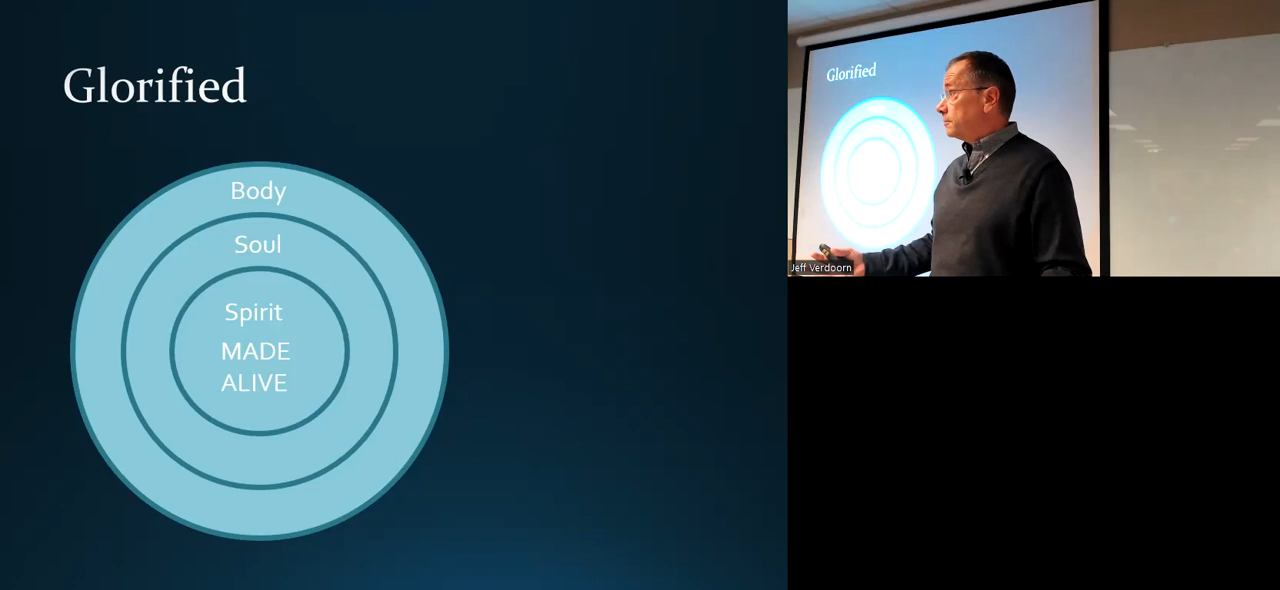 Glorified
Body
Soul
Spirit
MADE
ALIVE
Glorified
Jeff Verdoorn